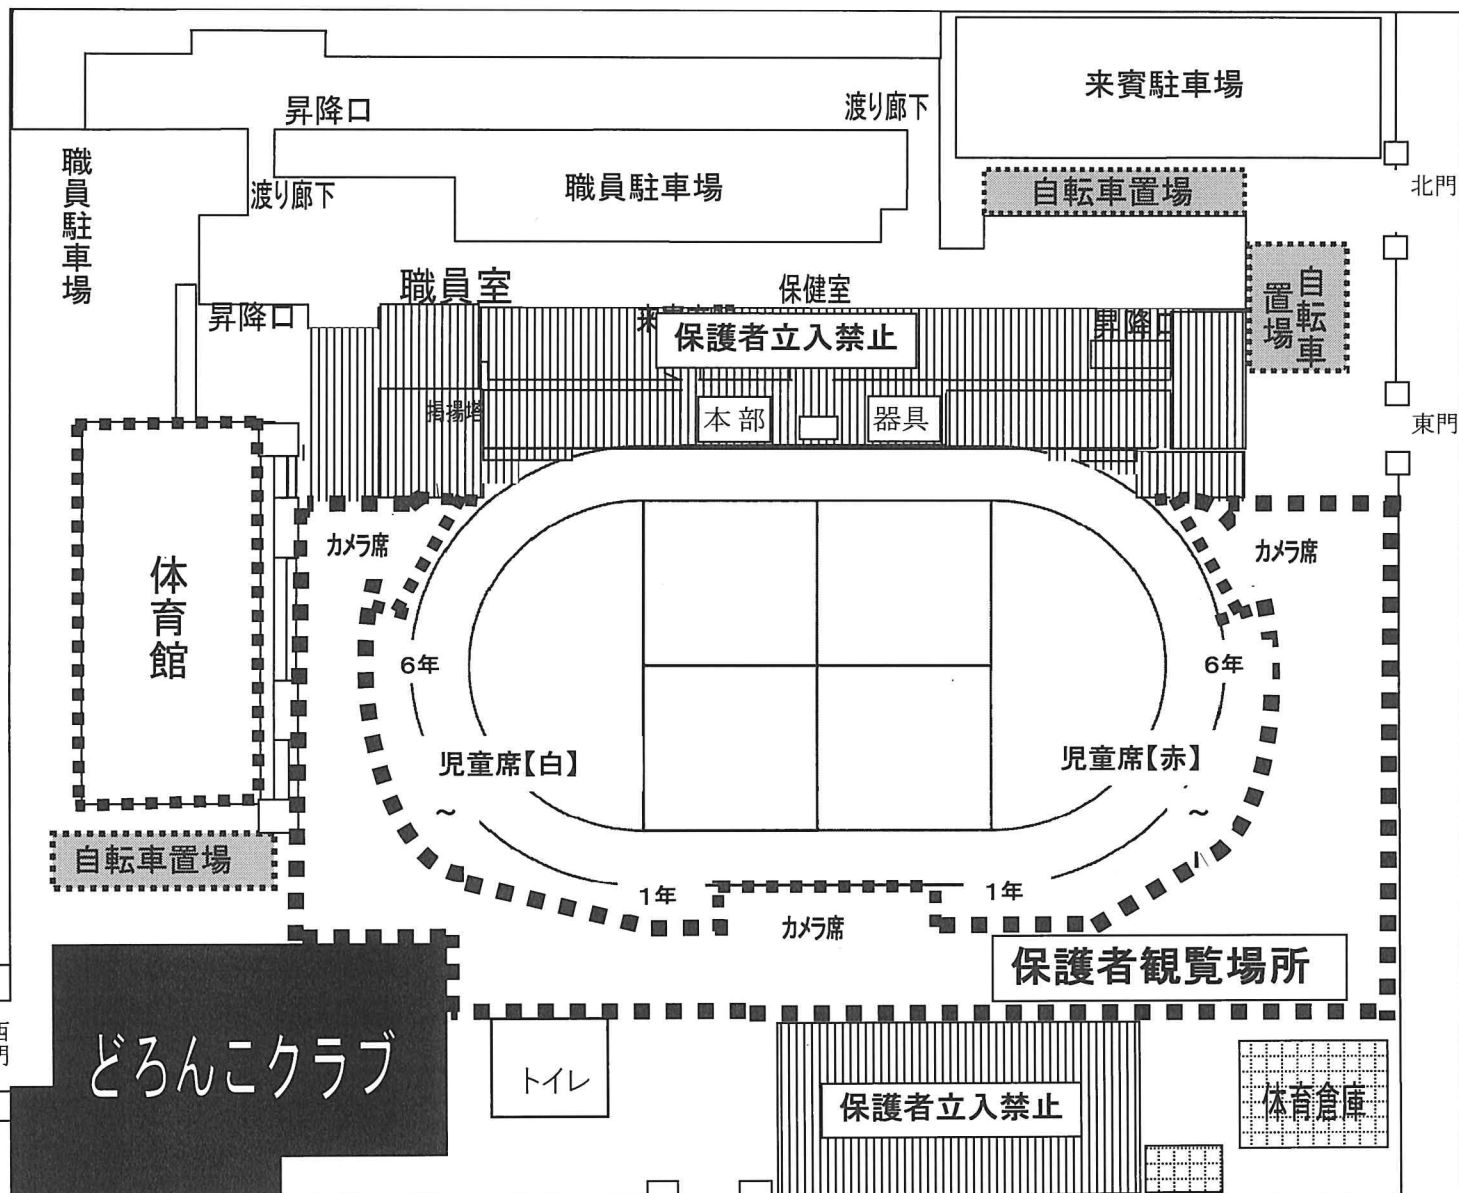 来賓駐車場
昇降口
渡り廊下
職員駐車場
渡り廊下
職員駐車場
自転車置場
北門
自転車
置場
職員室
保健室
昇降口
昇降口
保護者立入禁止
掲揚塔
本部
器具
東門
カメラ席
カメラ席
体育館
6年
6年
児童席【白】
児童席【赤】
~
~
自転車置場
1年
1年
カメラ席
保護者観覧場所
西門
どろんこクラブ
トイレ
保護者立入禁止
体育倉庫